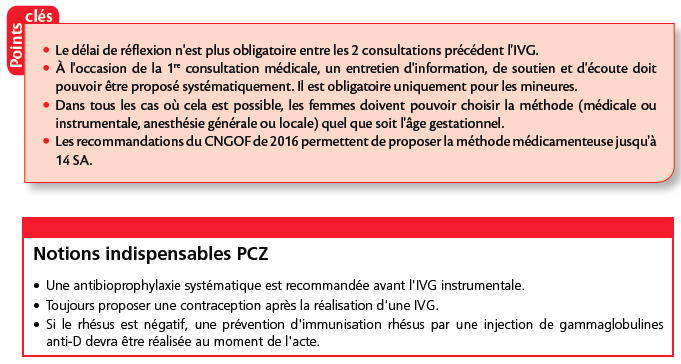 Points clés
• Le délai de réflexion n'est plus obligatoire entre les 2 consultations précédent l'IVG.
• À l'occasion de la 1re consultation médicale, un entretien d'information, de soutien et d'écoute doit
pouvoir être proposé systématiquement. Il est obligatoire uniquement pour les mineures.
• Dans tous les cas où cela est possible, les femmes doivent pouvoir choisir la méthode (médicale ou
instrumentale, anesthésie générale ou locale) quel que soit l'âge gestationnel.
• Les recommandations du CNGOF de 2016 permettent de proposer la méthode médicamenteuse jusqu'à
14 SA.
Notions indispensables PCZ
• Une antibioprophylaxie systématique est recommandée avant l'IVG instrumentale.
• Toujours proposer une contraception après la réalisation d'une IVG.
• Si le rhésus est négatif, une prévention d'immunisation rhésus par une injection de gammaglobulines
anti-D devra être réalisée au moment de l'acte.